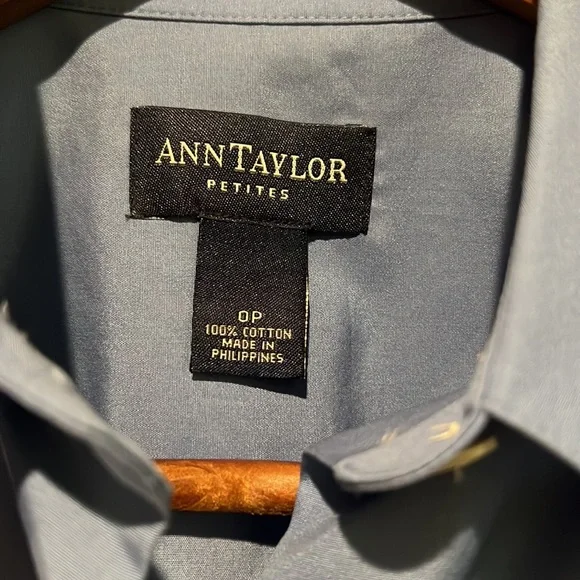 ANNTAYLOR
PETITES
0P
100% COTTON
MADE IN
PHILIPPINES